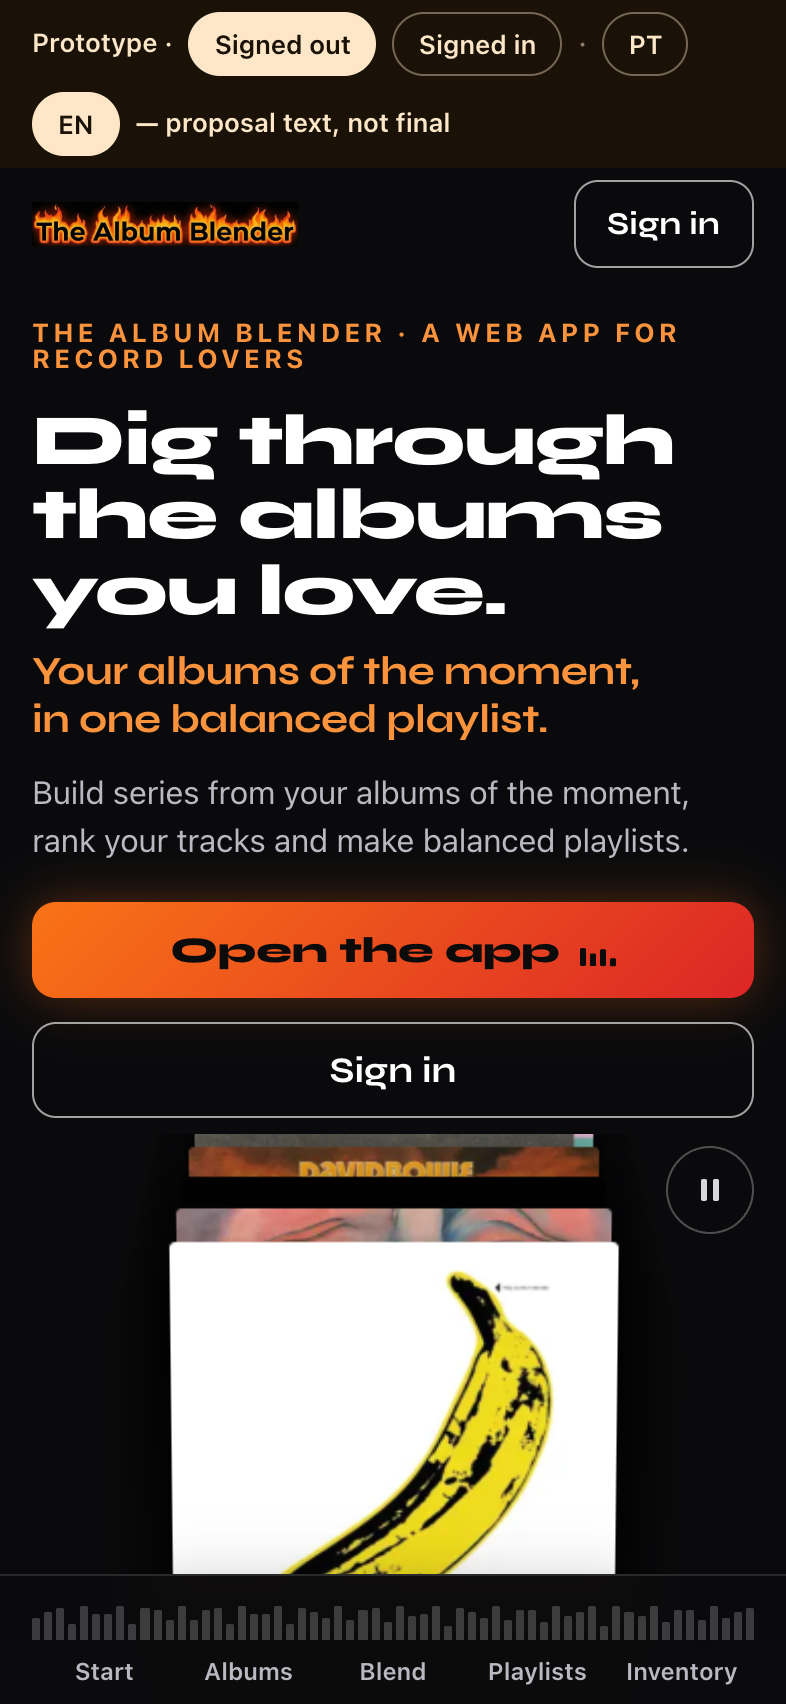 Prototype · Signed out Signed in · PT
EN — proposal text, not final
The Album Blender
Sign in
THE ALBUM BLENDER · A WEB APP FOR
RECORD LOVERS
Dig through
the albums
you love.
Your albums of the moment,
in one balanced playlist.
Build series from your albums of the moment,
rank your tracks and make balanced playlists.
Open the app
Sign in
DAVID BOWIE
Start Albums Blend Playlists Inventory